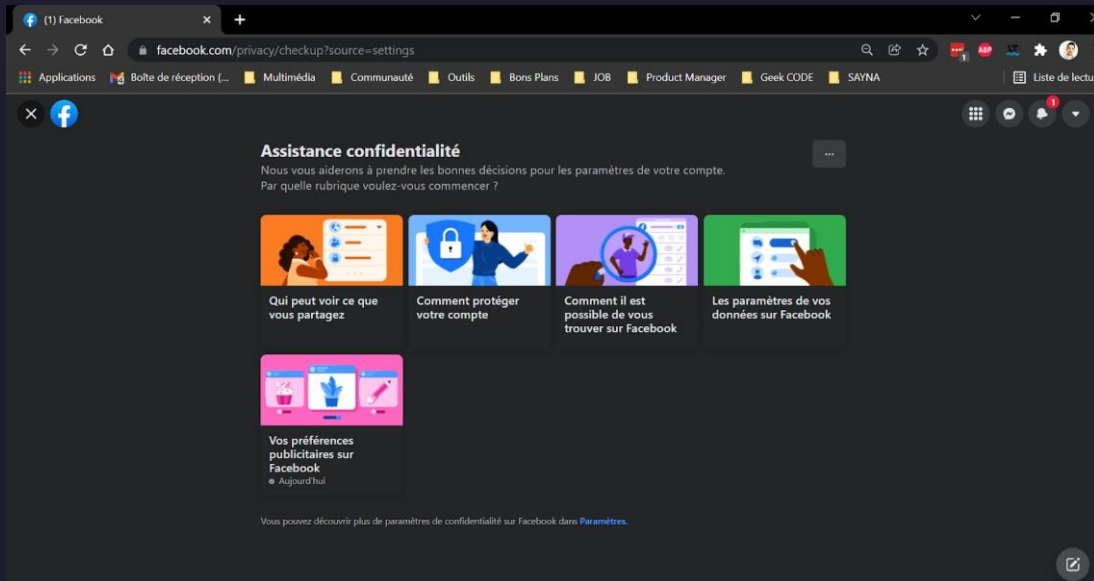 (1) Facebook
facebook.com/privacy/checkup?source=settings
1
ABP
Applications
Boîte de réception (...
Multimédia
Communauté
Outils
Bons Plans
JOB
Product Manager
Geek CODE
SAYNA
Liste de lectu
1
Assistance confidentialité
Nous vous aiderons à prendre les bonnes décisions pour les paramètres de votre compte.
Par quelle rubrique voulez-vous commencer ?
Qui peut voir ce que
vous partagez
Comment protéger
votre compte
Comment il est
possible de vous
trouver sur Facebook
Les paramètres de vos
données sur Facebook
Vos préférences
publicitaires sur
Facebook
Aujourd'hui
Vous pouvez découvrir plus de paramètres de confidentialité sur Facebook dans Paramètres.